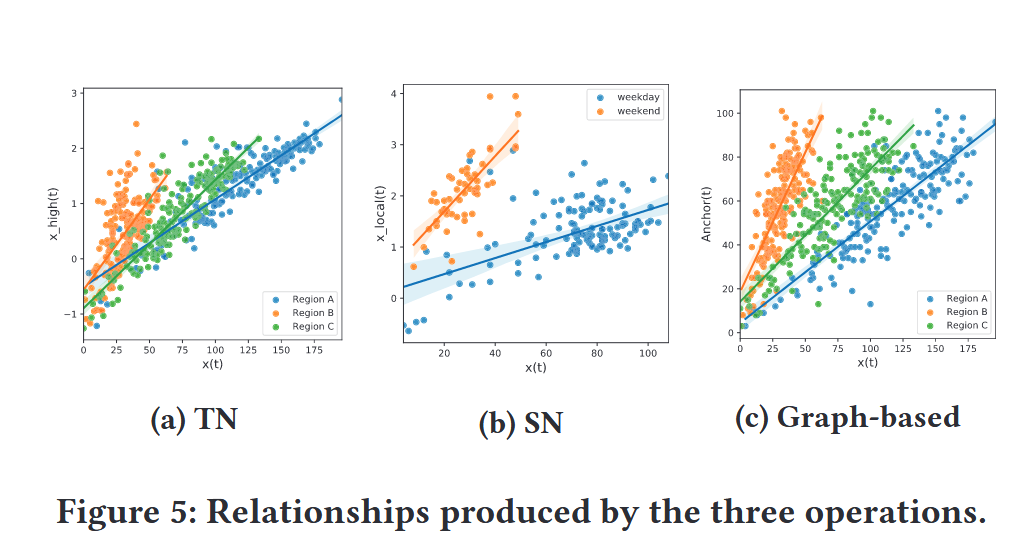 3
2
1
0
−1
x_high(t)
0 25 50 75 100 125 150 175
x(t)
Region A
Region B
Region C
4
3
2
1
0
x_local(t)
20 40 60 80 100
x(t)
weekday
weekend
100
80
60
40
20
0
Anchor(t)
0 25 50 75 100 125 150 175
x(t)
Region A
Region B
Region C
(a) TN
(b) SN
(c) Graph-based
Figure 5: Relationships produced by the three operations.